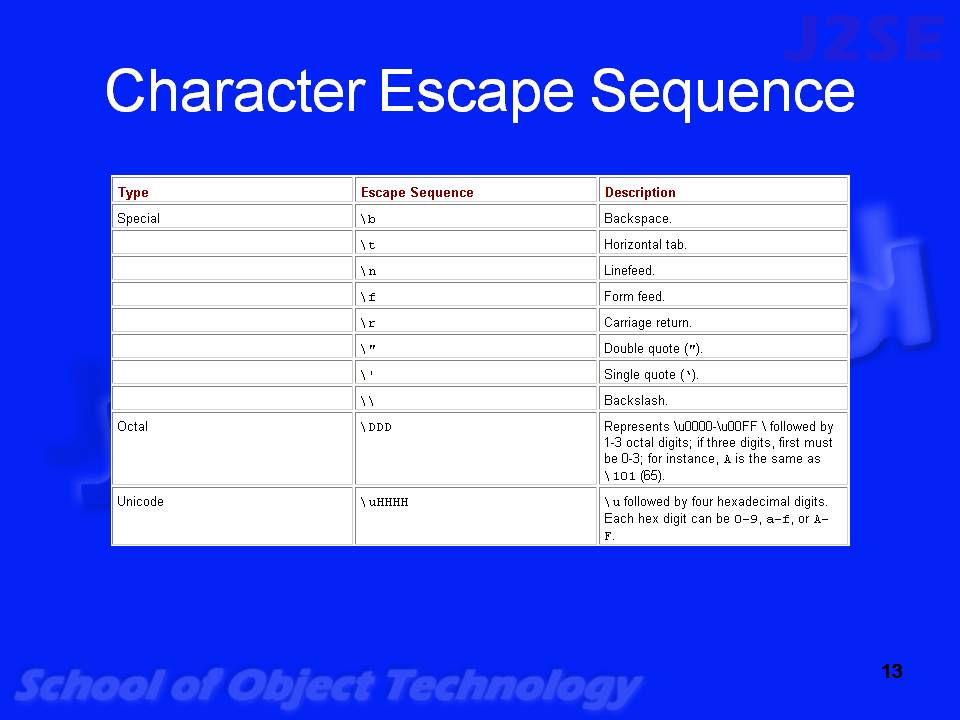 J2SE
Character Escape Sequence
Type Escape Sequence Description
Special \b Backspace.
\t Horizontal tab.
\n Linefeed.
\f Form feed.
\r Carriage return.
\" Double quote (").
\' Single quote (‛).
\\ Backslash.
Octal \DDD Represents \u0000-\u00FF \ followed by
1-3 octal digits; if three digits, first must
be 0-3; for instance, A is the same as
\101 (65).
Unicode \uHHHH \u followed by four hexadecimal digits.
Each hex digit can be 0–9, a–f, or A–
F.
School of Object Technology
13